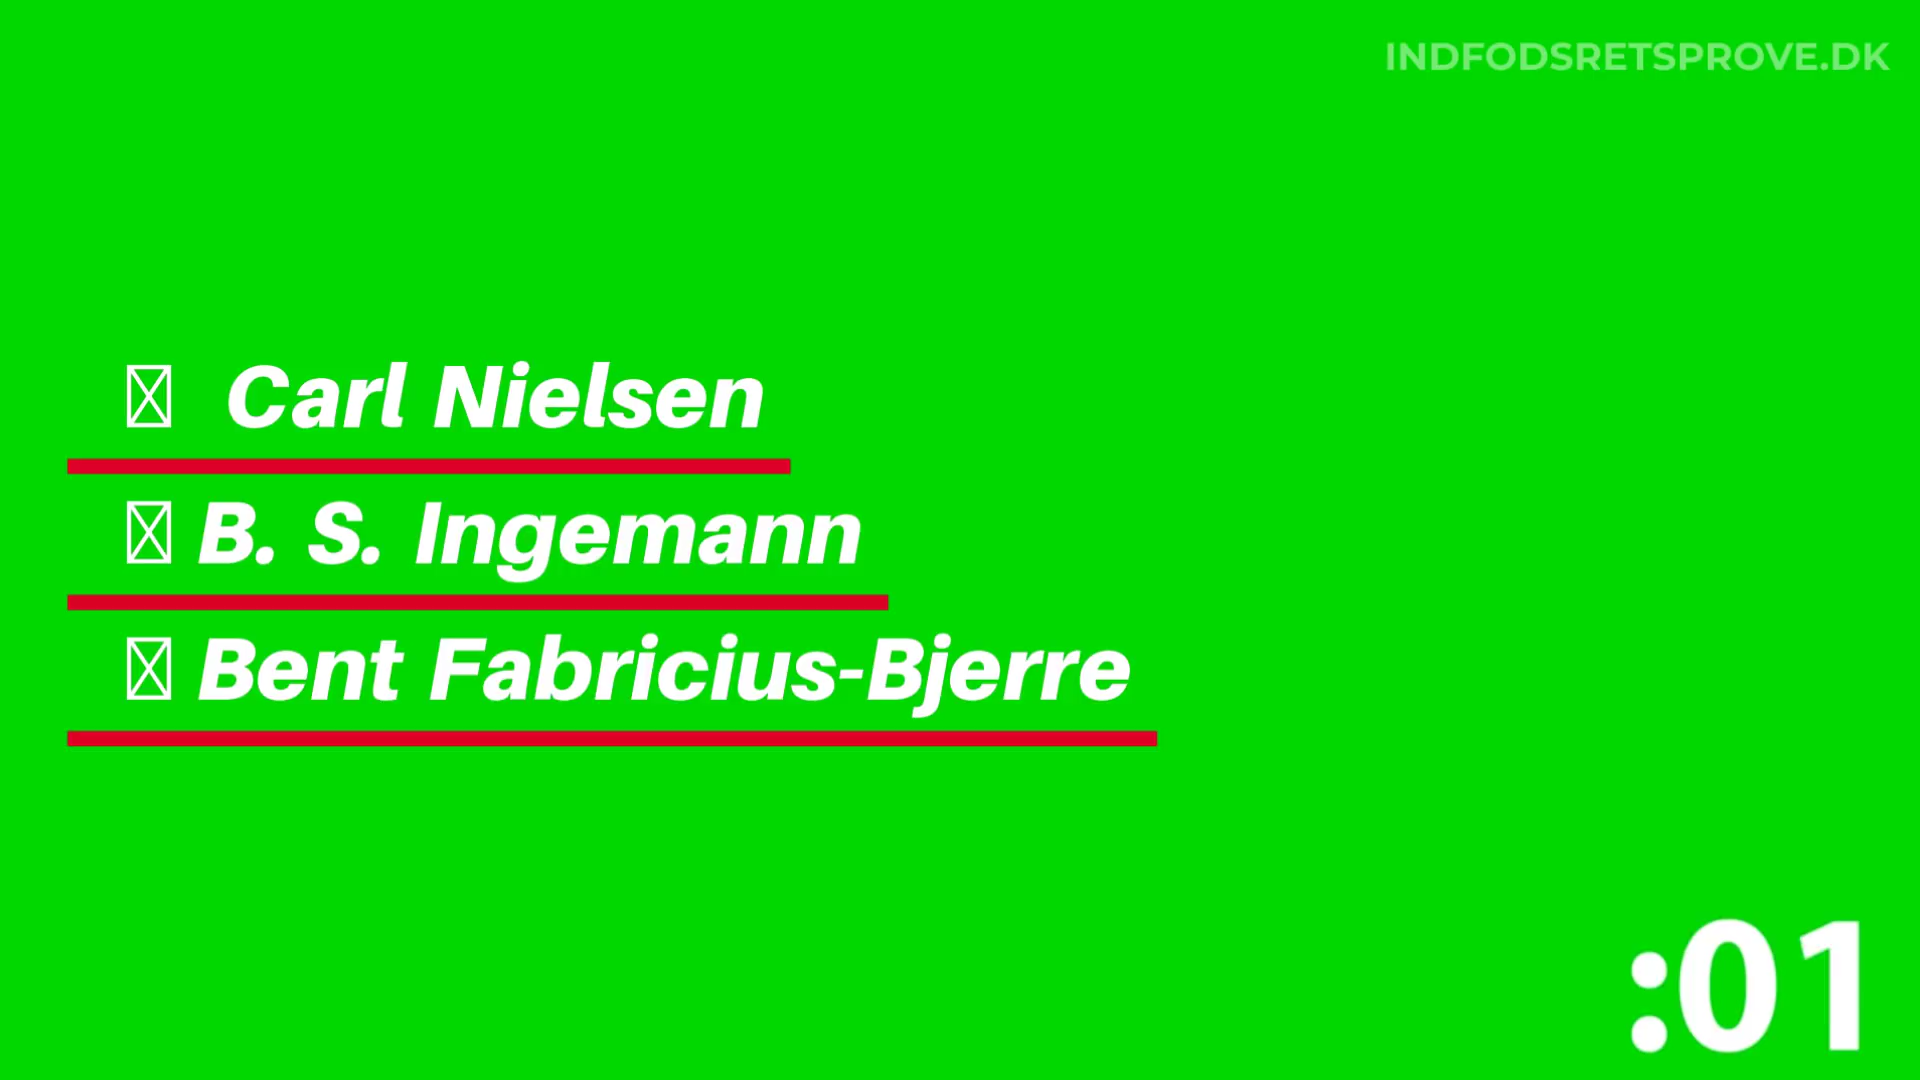 INDFODSRETSPROVE.DK
Carl Nielsen
B. S. Ingemann
Bent Fabricius-Bjerre
:01